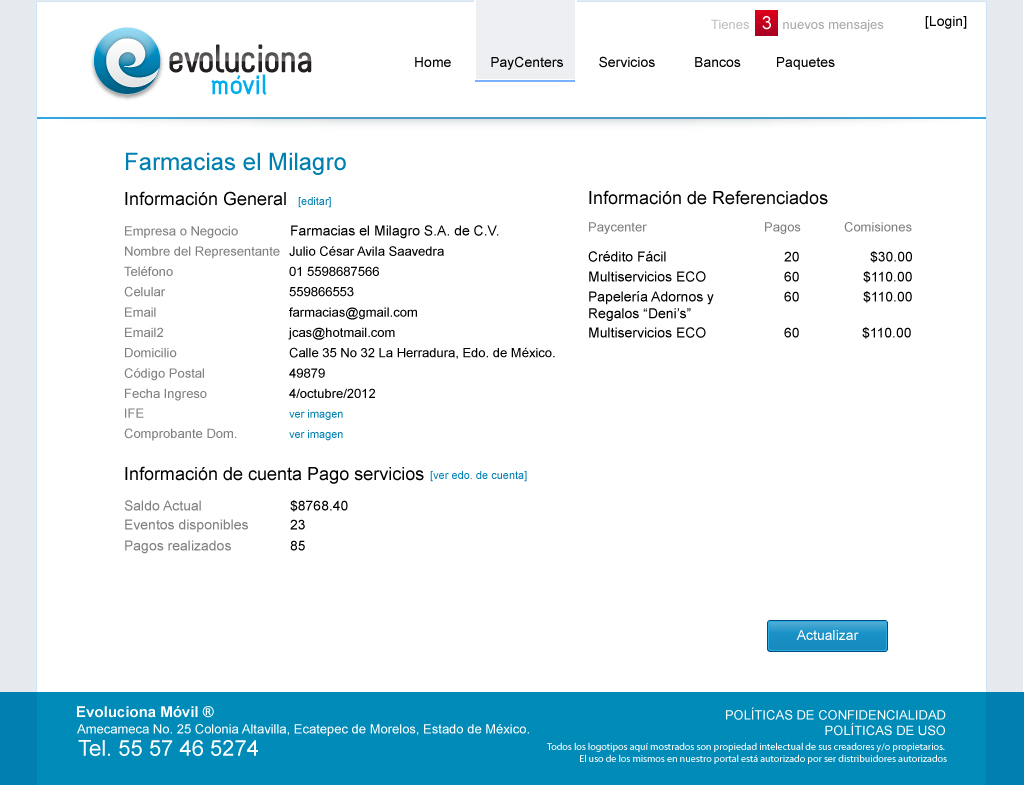 Tienes 3 nuevos mensajes [Login]
evoluciona
móvil
Home PayCenters Servicios Bancos Paquetes
Farmacias el Milagro
Información General [editar]
Empresa o Negocio Farmacias el Milagro S.A. de C.V.
Nombre del Representante Julio César Avila Saavedra
Teléfono 01 5598687566
Celular 559866553
Email farmacias@gmail.com
Email2 jcas@hotmail.com
Domicilio Calle 35 No 32 La Herradura, Edo. de México.
Código Postal 49879
Fecha Ingreso 4/octubre/2012
IFE ver imagen
Comprobante Dom. ver imagen
Información de cuenta Pago servicios [ver edo. de cuenta]
Saldo Actual $8768.40
Eventos disponibles 23
Pagos realizados 85
Información de Referenciados
Paycenter Pagos Comisiones
Crédito Fácil 20 $30.00
Multiservicios ECO 60 $110.00
Papelería Adornos y 60 $110.00
Regalos “Deni’s”
Multiservicios ECO 60 $110.00
Actualizar
Evoluciona Móvil ®
Amecameca No. 25 Colonia Altavilla, Ecatepec de Morelos, Estado de México.
Tel. 55 57 46 5274
POLÍTICAS DE CONFIDENCIALIDAD
POLÍTICAS DE USO
Todos los logotipos aquí mostrados son propiedad intelectual de sus creadores y/o propietarios.
El uso de los mismos en nuestro portal está autorizado por ser distribuidores autorizados